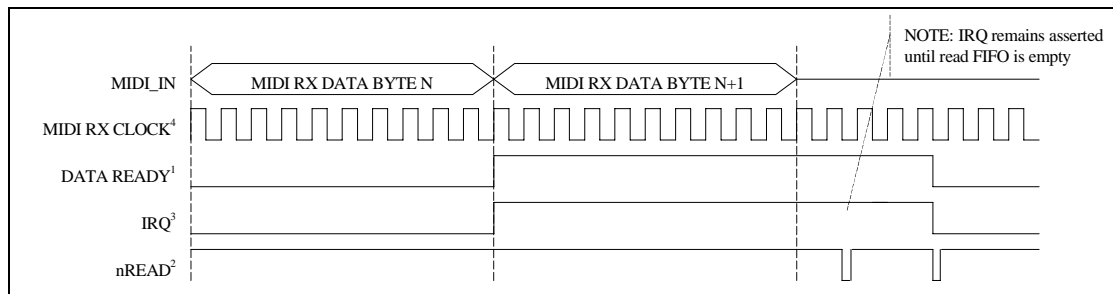 NOTE: IRQ remains asserted
until read FIFO is empty
MIDI_IN
MIDI RX DATA BYTE N
MIDI RX DATA BYTE N+1
MIDI RX CLOCK⁴
DATA READY¹
IRQ³
nREAD²